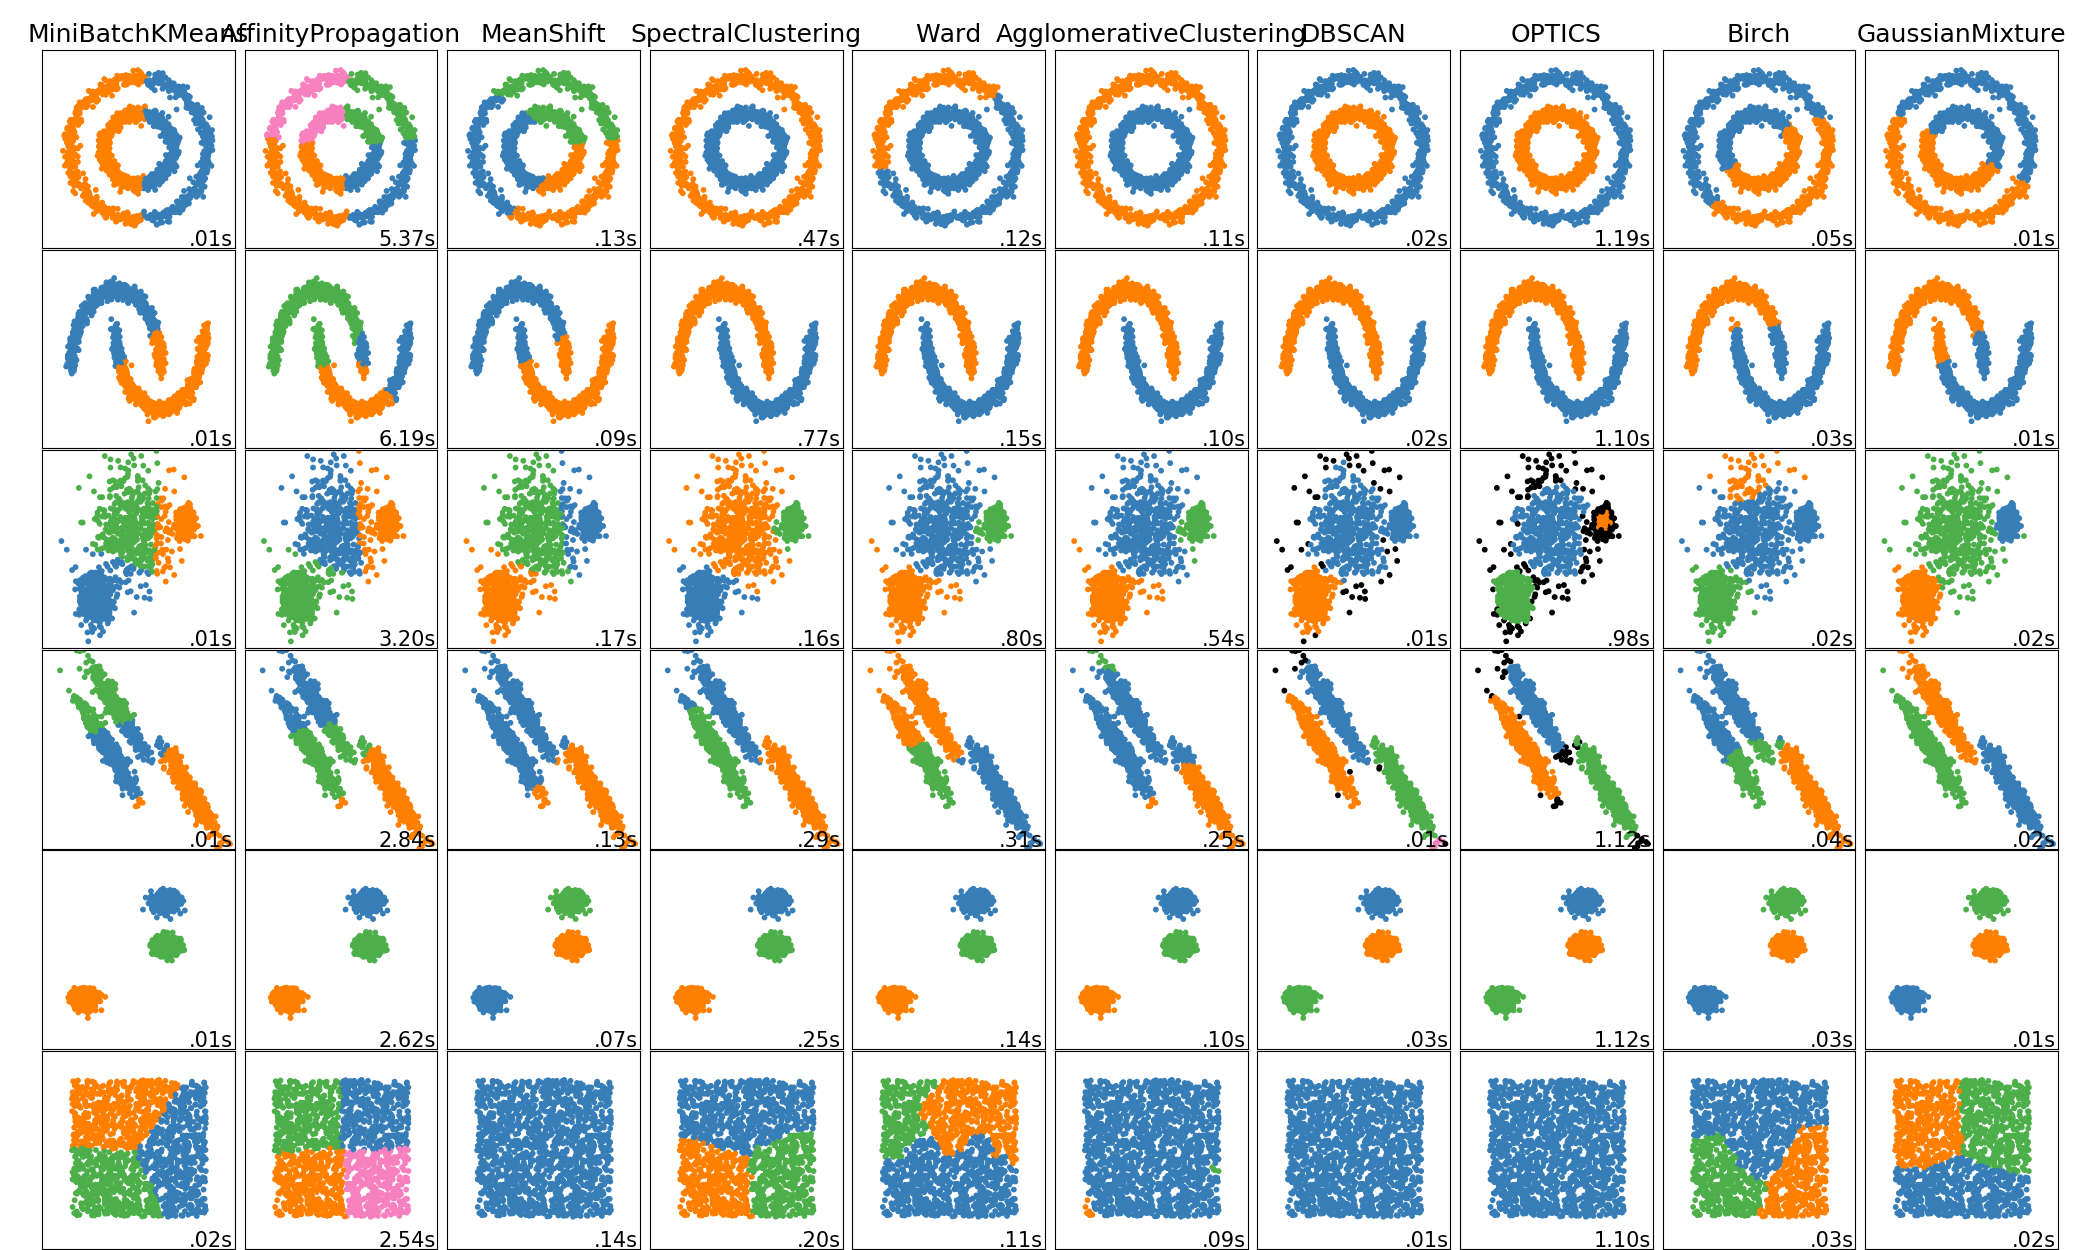 MiniBatchKMeans AffinityPropagation MeanShift SpectralClustering Ward AgglomerativeClustering DBSCAN OPTICS Birch GaussianMixture
.01s 5.37s .13s .47s .12s .11s .02s 1.19s .05s .01s
.01s 6.19s .09s .77s .15s .10s .02s 1.10s .03s .01s
.01s 3.20s .17s .16s .80s .54s .01s .98s .02s .02s
.01s 2.84s .13s .29s .31s .25s .01s 1.12s .04s .02s
.01s 2.62s .07s .25s .14s .10s .03s 1.12s .03s .01s
.02s 2.54s .14s .20s .11s .09s .01s 1.10s .03s .02s